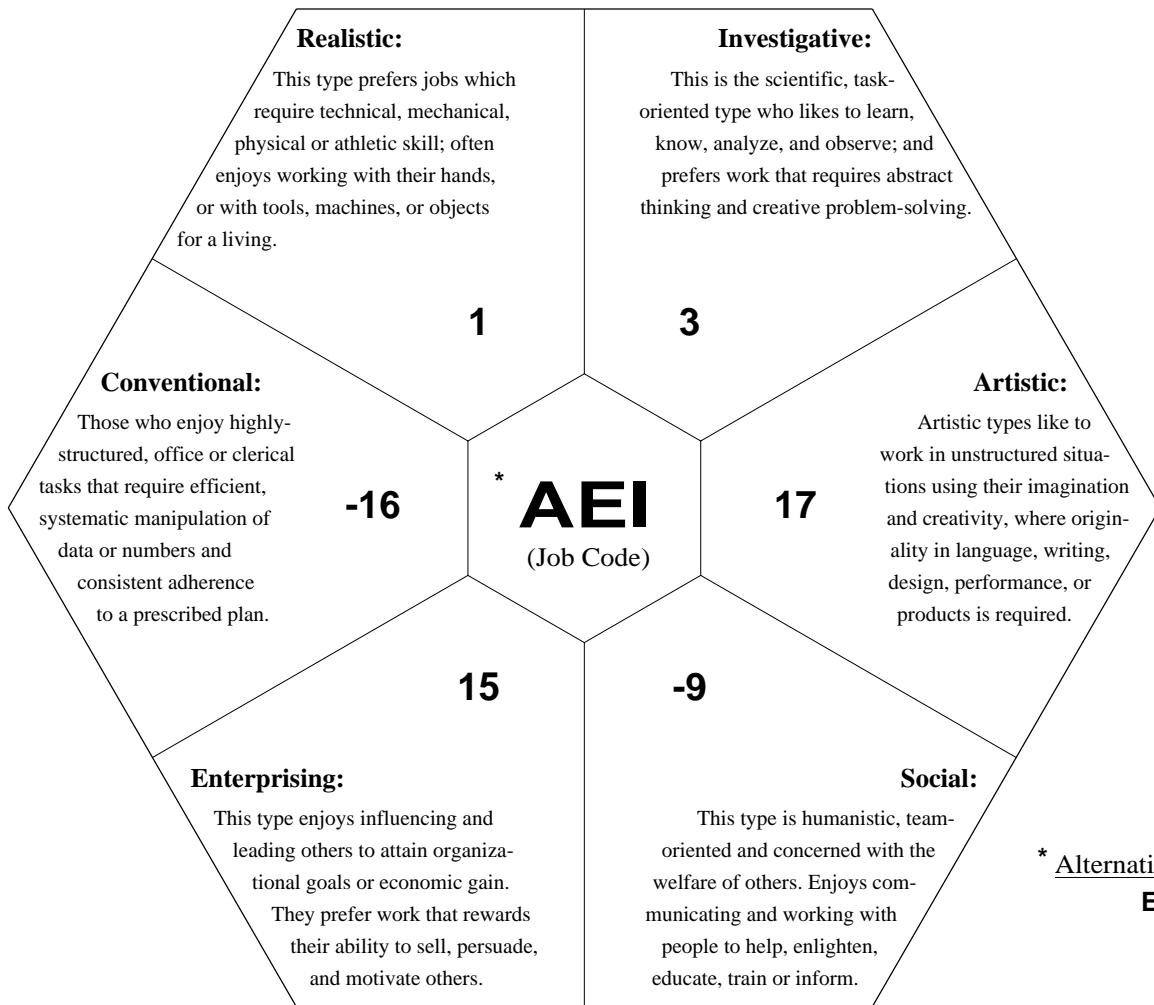 Realistic:
This type prefers jobs which
require technical, mechanical,
physical or athletic skill; often
enjoys working with their hands,
or with tools, machines, or objects
for a living.
1
Investigative:
This is the scientific, task-
oriented type who likes to learn,
know, analyze, and observe; and
prefers work that requires abstract
thinking and creative problem-solving.
3
Conventional:
Those who enjoy highly-
structured, office or clerical
tasks that require efficient,
systematic manipulation of
data or numbers and
consistent adherence
to a prescribed plan.
-16
* AEI
(Job Code)
17
Artistic:
Artistic types like to
work in unstructured situa-
tions using their imagination
and creativity, where origin-
ality in language, writing,
design, performance, or
products is required.
15
Enterprising:
This type enjoys influencing and
leading others to attain organiza-
tional goals or economic gain.
They prefer work that rewards
their ability to sell, persuade,
and motivate others.
-9
Social:
This type is humanistic, team-
oriented and concerned with the
welfare of others. Enjoys com-
municating and working with
people to help, enlighten,
educate, train or inform.
* Alternati
E